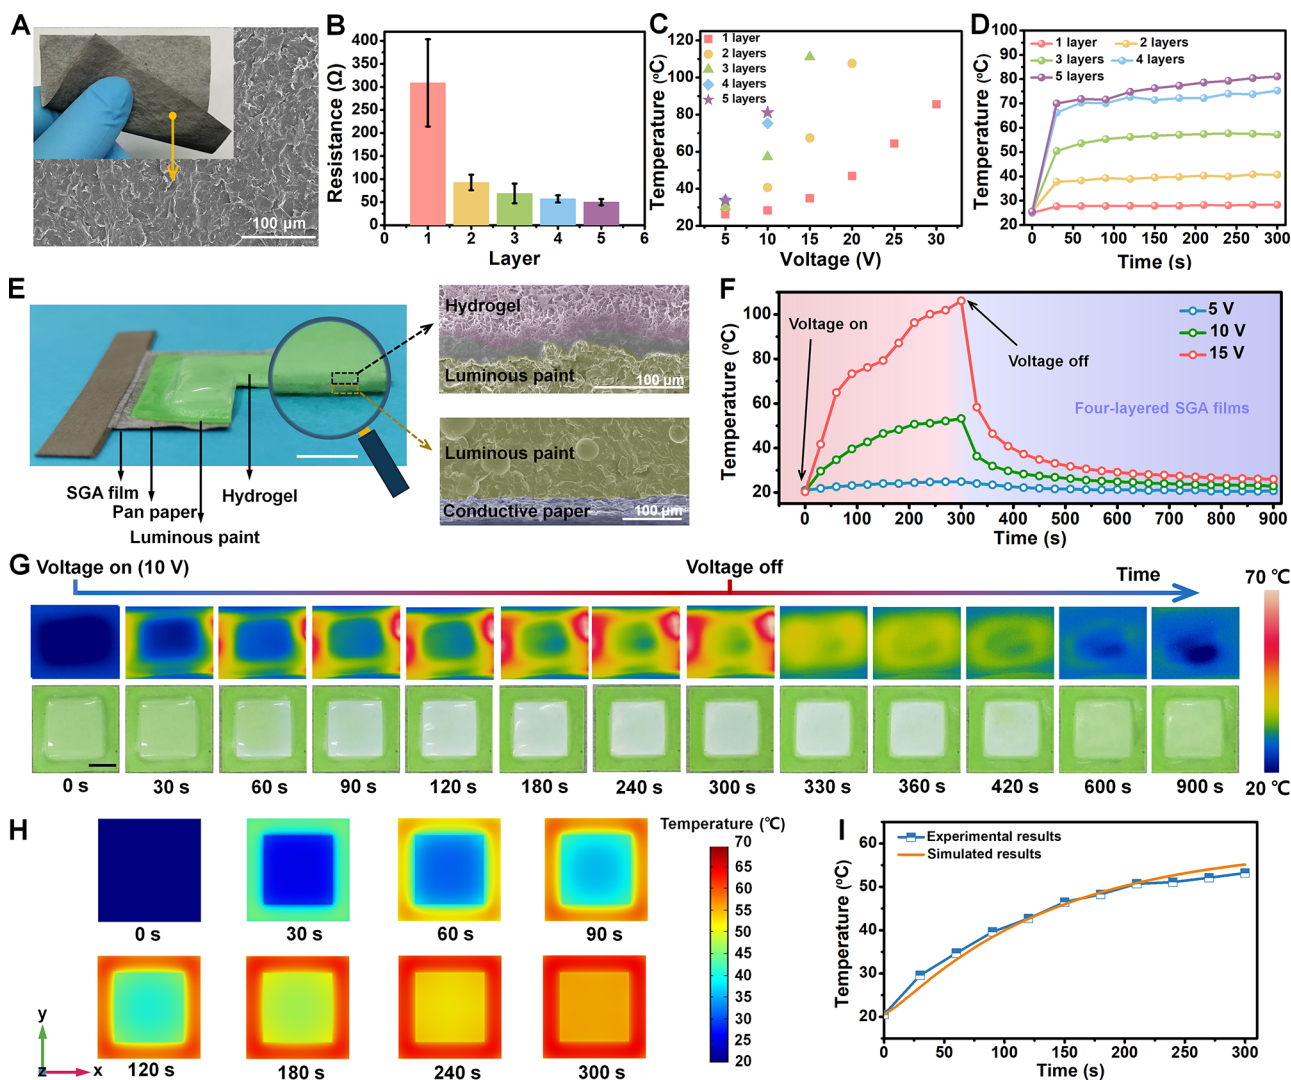 A
100 μm
B
Resistance (Ω)
400
350
300
250
200
150
100
50
0
0 1 2 3 4 5 6
Layer
C
Temperature (ºC)
120
100
80
60
40
20
1 layer
2 layers
3 layers
4 layers
5 layers
5 10 15 20 25 30
Voltage (V)
D
Temperature (ºC)
90
80
70
60
50
40
30
20
1 layer
2 layers
3 layers
4 layers
5 layers
0 50 100 150 200 250 300
Time (s)
E
SGA film
Pan paper
Luminous paint
Hydrogel
Hydrogel
Luminous paint
100 μm
Luminous paint
Conductive paper
100 μm
F
Temperature (ºC)
100
80
60
40
20
Voltage on
Voltage off
5 V
10 V
15 V
Four-layered SGA films
0 100 200 300 400 500 600 700 800 900
Time (s)
G
Voltage on (10 V)
Voltage off
Time
70 ℃
20 ℃
0 s 30 s 60 s 90 s 120 s 180 s 240 s 300 s 330 s 360 s 420 s 600 s 900 s
H
0 s 30 s 60 s 90 s
120 s 180 s 240 s 300 s
y
z
x
Temperature (℃)
70
65
60
55
50
45
40
35
30
25
20
I
Temperature (ºC)
60
50
40
30
20
Experimental results
Simulated results
0 50 100 150 200 250 300
Time (s)